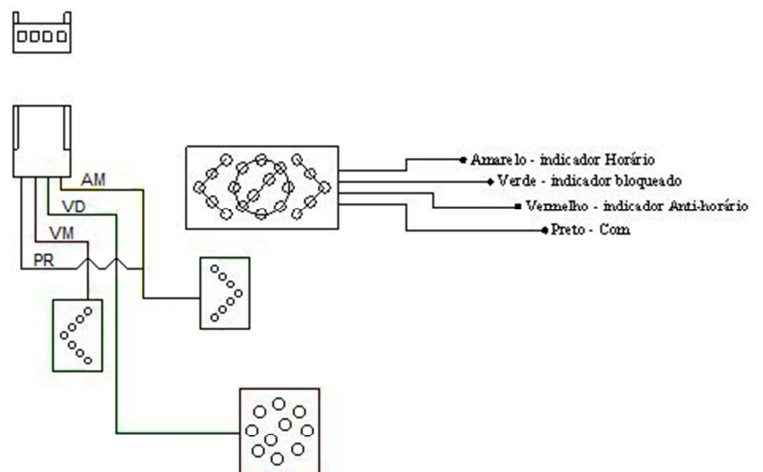 AM
VD
VM
PR
Amarelo - indicador Horário
Verde - indicador bloqueado
Vermelho - indicador Anti-horário
Preto - Com